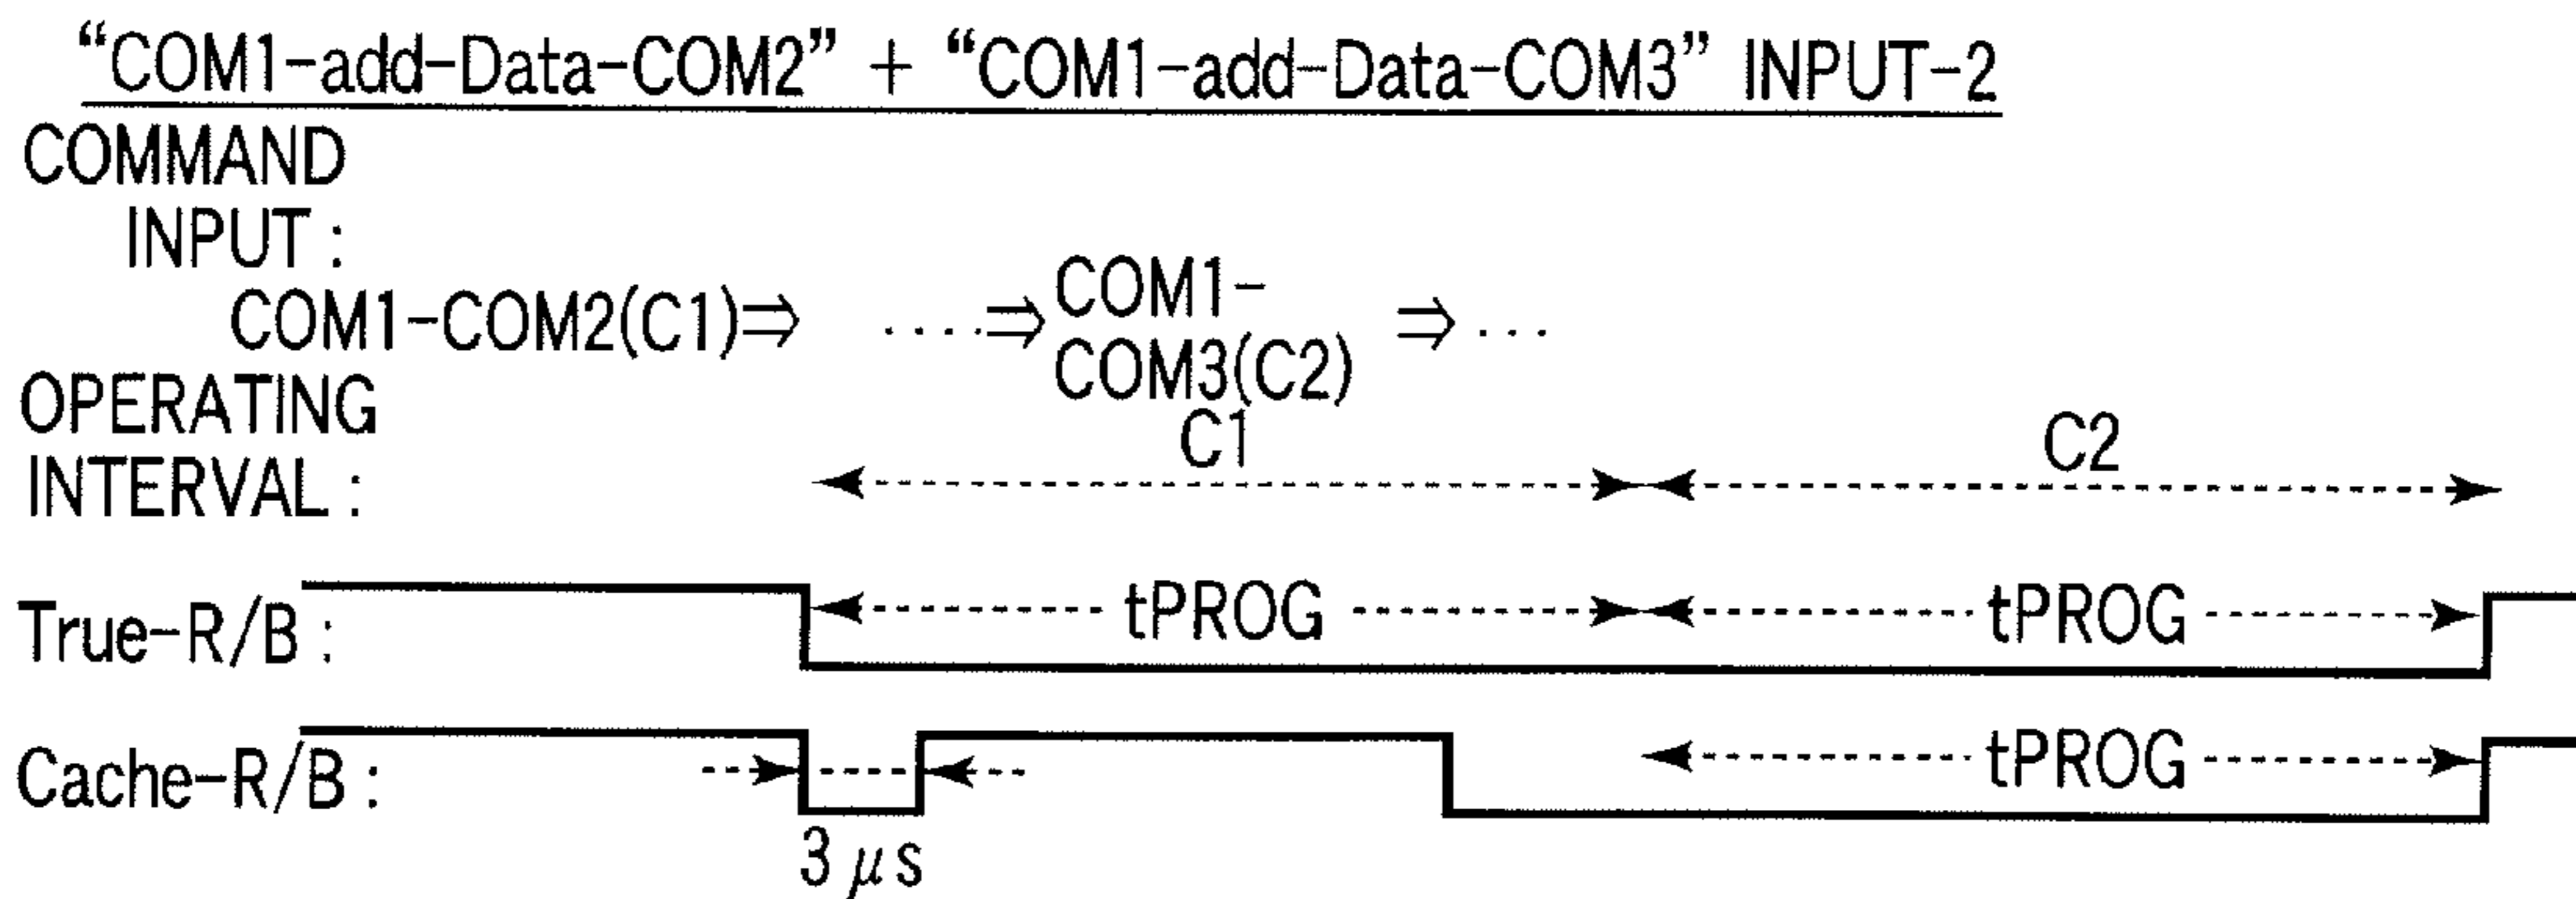 “COM1-add-Data-COM2” + “COM1-add-Data-COM3” INPUT-2
COMMAND
INPUT :
COM1-COM2(C1)⇒ ····⇒ COM1- ⇒ ···
COM3(C2)
OPERATING
INTERVAL :
C1 C2
True-R/B : tPROG tPROG
Cache-R/B : tPROG
3 μs